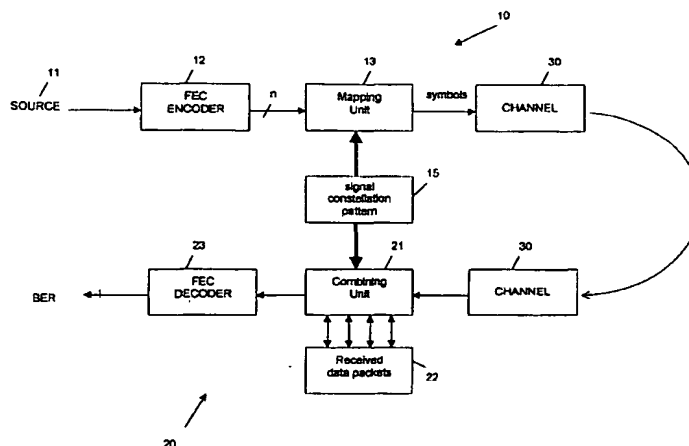 10
11
SOURCE
12
FEC
ENCODER
n
13
Mapping
Unit
symbols
30
CHANNEL
signal
constellation
pattern
15
BER
23
FEC
DECODER
21
Combining
Unit
30
CHANNEL
Received
data packets
22
20